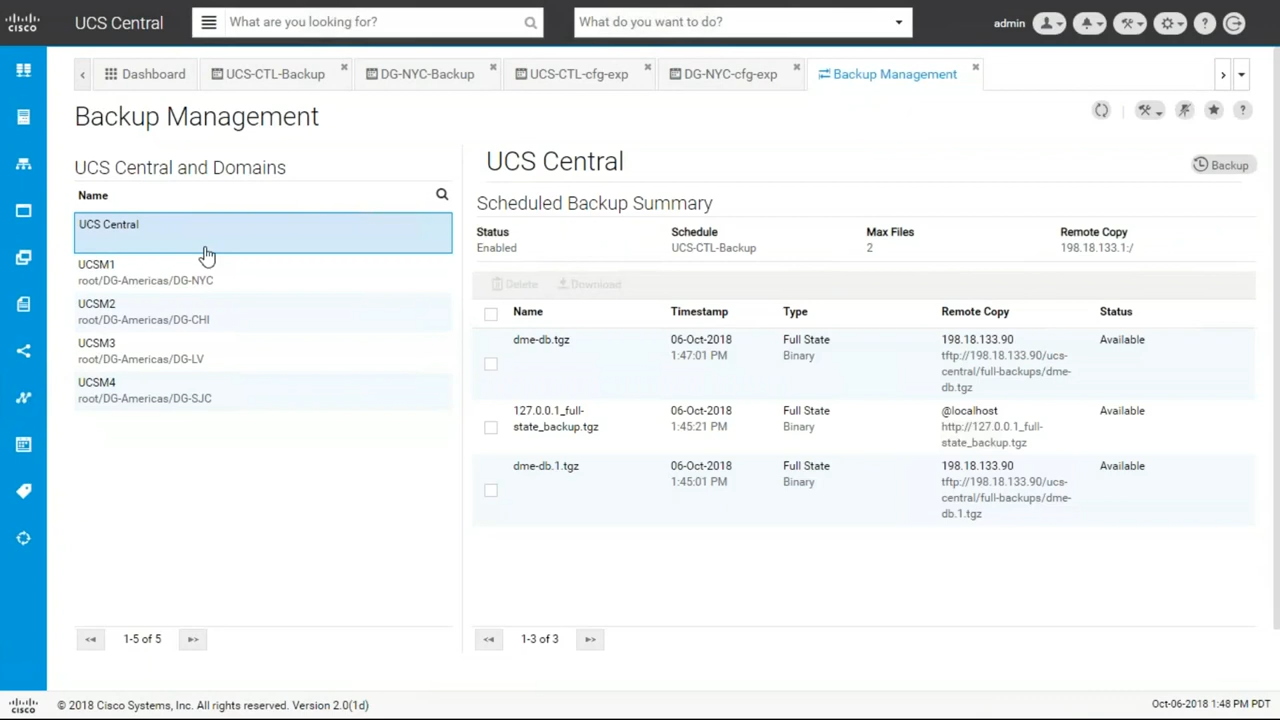 CISCO
UCS Central
What are you looking for?
What do you want to do?
admin
Dashboard
UCS-CTL-Backup
DG-NYC-Backup
UCS-CTL-cfg-exp
DG-NYC-cfg-exp
Backup Management
Backup Management
UCS Central and Domains
Name
UCS Central
UCSM1
root/DG-Americas/DG-NYC
UCSM2
root/DG-Americas/DG-CHI
UCSM3
root/DG-Americas/DG-LV
UCSM4
root/DG-Americas/DG-SJC
1-5 of 5
UCS Central
Backup
Scheduled Backup Summary
Status Schedule Max Files Remote Copy
Enabled UCS-CTL-Backup 2 198.18.133.1:/
Delete Download
Name Timestamp Type Remote Copy Status
dme-db.tgz 06-Oct-2018 Full State 198.18.133.90 Available
1:47:01 PM Binary tftp://198.18.133.90/ucs-
central/full-backups/dme-
db.tgz
127.0.0.1_full- 06-Oct-2018 Full State @localhost Available
state_backup.tgz 1:45:21 PM Binary http://127.0.0.1_full-
state_backup.tgz
dme-db.1.tgz 06-Oct-2018 Full State 198.18.133.90 Available
1:45:01 PM Binary tftp://198.18.133.90/ucs-
central/full-backups/dme-
db.1.tgz
1-3 of 3
CISCO
© 2018 Cisco Systems, Inc. All rights reserved. Version 2.0(1d)
Oct-06-2018 1:48 PM PDT